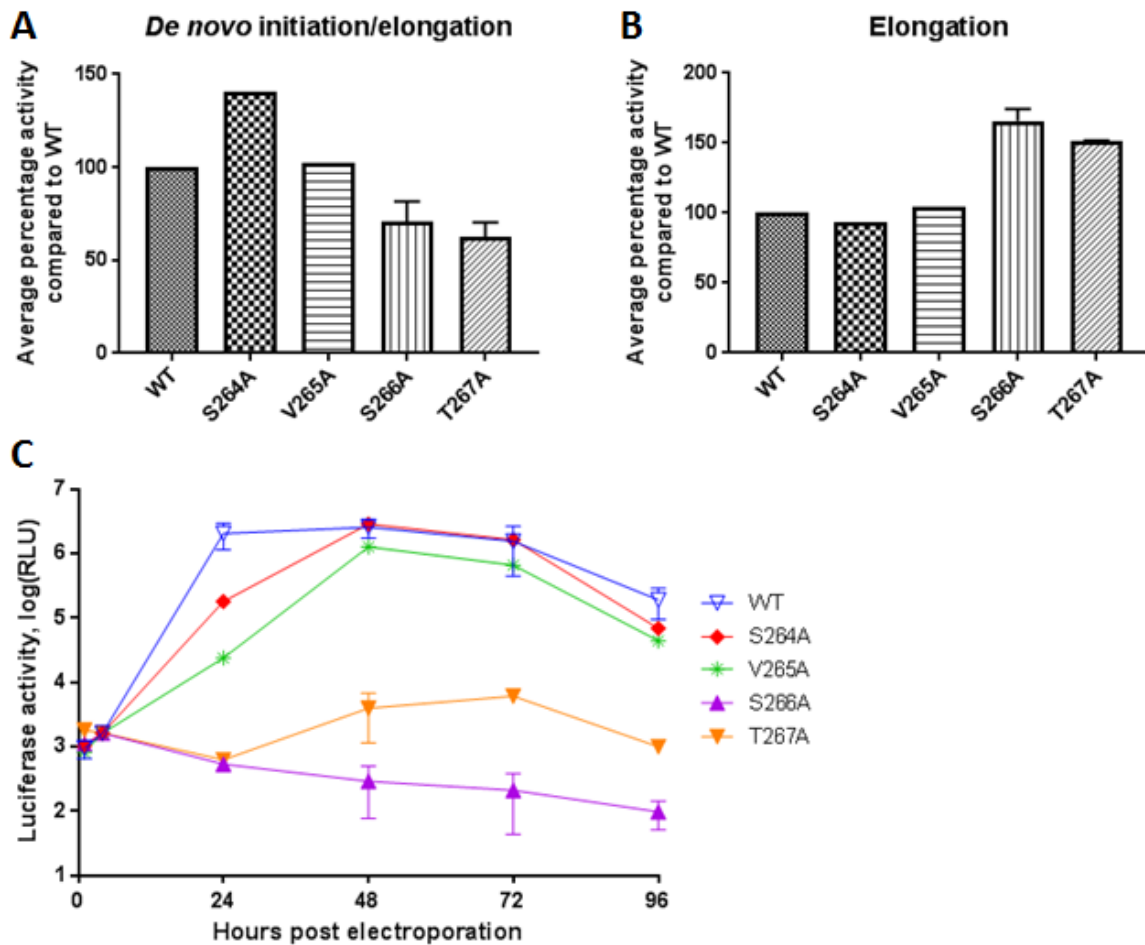 A
De novo initiation/elongation
Average percentage activity
compared to WT
150
100
50
0
WT
S264A
V265A
S266A
T267A
B
Elongation
Average percentage activity
compared to WT
200
150
100
50
0
WT
S264A
V265A
S266A
T267A
C
Luciferase activity, log(RLU)
7
6
5
4
3
2
1
0
24
48
72
96
Hours post electroporation
WT
S264A
V265A
S266A
T267A